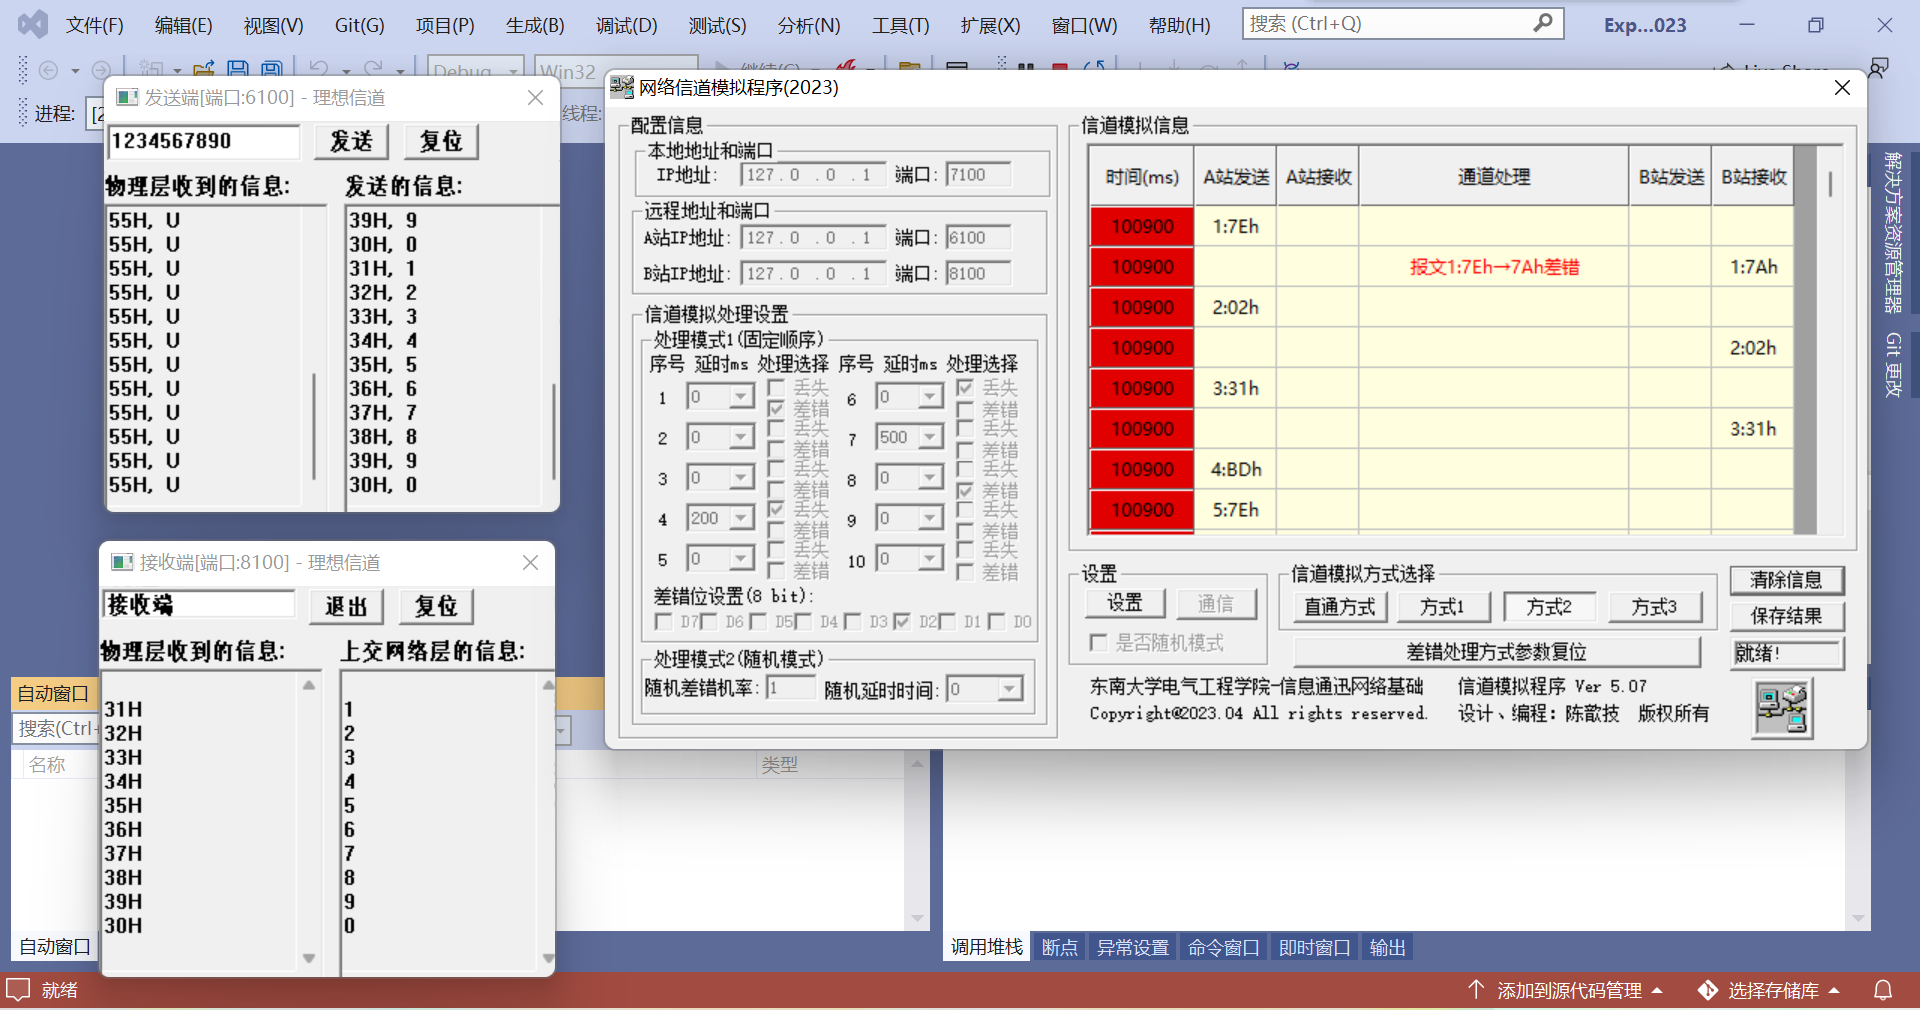 文件(F) 编辑(E) 视图(V) Git(G) 项目(P) 生成(B) 调试(D) 测试(S) 分析(N) 工具(T) 扩展(X) 窗口(W) 帮助(H) 搜索 (Ctrl+Q) Exp...023
Debug Win32 继续(C) Live Share
进程: [2 线程:
发送端[端口:6100] - 理想信道
1234567890 发送 复位
物理层收到的信息: 发送的信息:
55H, U 39H, 9
55H, U 30H, 0
55H, U 31H, 1
55H, U 32H, 2
55H, U 33H, 3
55H, U 34H, 4
55H, U 35H, 5
55H, U 36H, 6
55H, U 37H, 7
55H, U 38H, 8
55H, U 39H, 9
55H, U 30H, 0
接收端[端口:8100] - 理想信道
接收端 退出 复位
物理层收到的信息: 上交网络层的信息:
31H 1
32H 2
33H 3
34H 4
35H 5
36H 6
37H 7
38H 8
39H 9
30H 0
网络信道模拟程序(2023)
配置信息
本地地址和端口
IP地址: 127 . 0 . 0 . 1 端口: 7100
远程地址和端口
A站IP地址: 127 . 0 . 0 . 1 端口: 6100
B站IP地址: 127 . 0 . 0 . 1 端口: 8100
信道模拟处理设置
处理模式1(固定顺序)
序号 延时ms 处理选择 序号 延时ms 处理选择
1 0 丢失 差错 6 0 丢失 差错
2 0 丢失 差错 7 500 丢失 差错
3 0 丢失 差错 8 0 丢失 差错
4 200 丢失 差错 9 0 丢失 差错
5 0 丢失 差错 10 0 丢失 差错
差错位设置(8 bit):
D7 D6 D5 D4 D3 D2 D1 D0
处理模式2(随机模式)
随机差错机率: 1 随机延时时间: 0
信道模拟信息
时间(ms) A站发送 A站接收 通道处理 B站发送 B站接收
100900 1:7Eh
100900 报文1:7Eh→7Ah差错 1:7Ah
100900 2:02h
100900 2:02h
100900 3:31h
100900 3:31h
100900 4:BDh
100900 5:7Eh
设置
设置 通信
是否随机模式
信道模拟方式选择
直通方式 方式1 方式2 方式3
差错处理方式参数复位
清除信息
保存结果
就绪!
东南大学电气工程学院-信息通迅网络基础 信道模拟程序 Ver 5.07
Copyright@2023.04 All rights reserved. 设计、编程: 陈歆技 版权所有
解决方案资源管理器
Git 更改
自动窗口
搜索(Ctrl+
名称 类型
自动窗口
调用堆栈 断点 异常设置 命令窗口 即时窗口 输出
就绪 添加到源代码管理 选择存储库